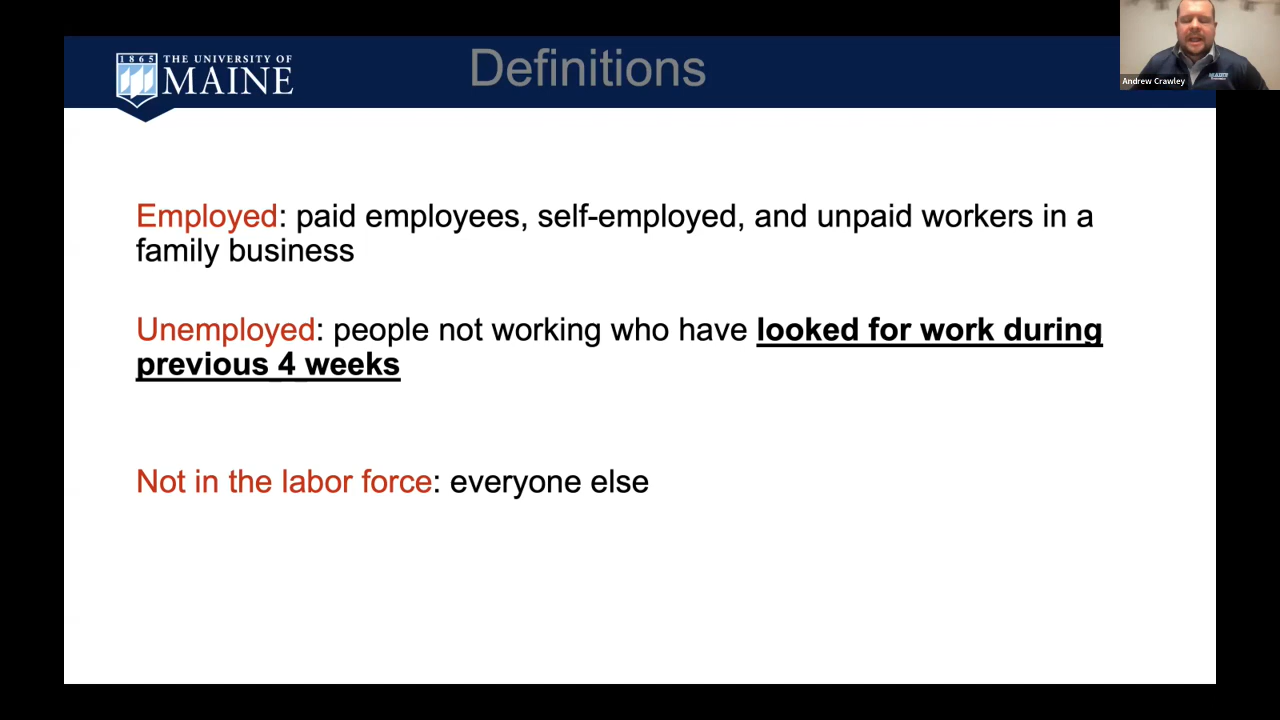 1865
THE UNIVERSITY OF
MAINE
Definitions
Andrew Crawley
Employed: paid employees, self-employed, and unpaid workers in a
family business
Unemployed: people not working who have looked for work during
previous 4 weeks
Not in the labor force: everyone else